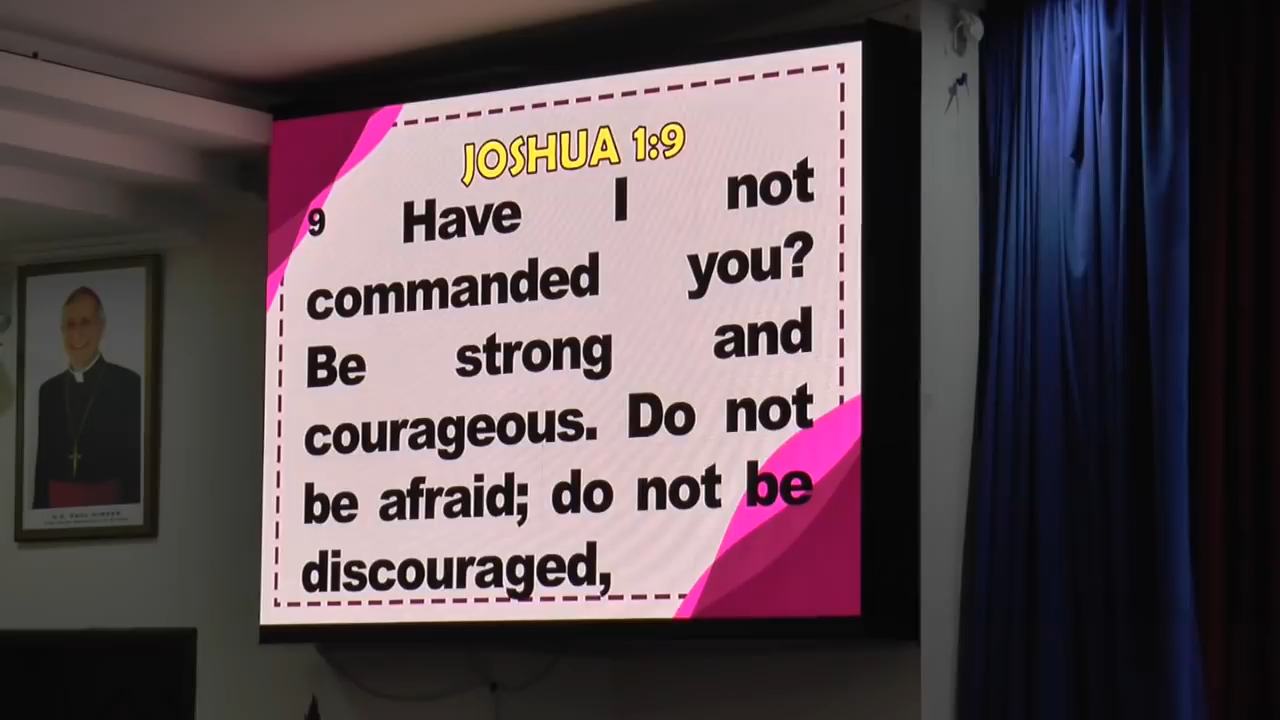 JOSHUA 1:9
9 Have I not
commanded you?
Be strong and
courageous. Do not
be afraid; do not be
discouraged,